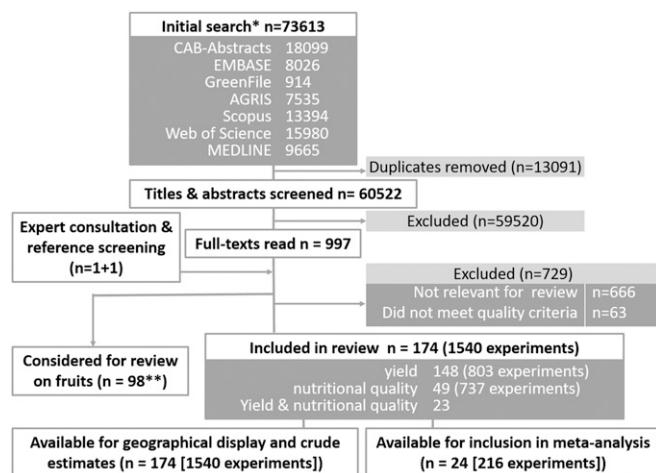 Initial search* n=73613
CAB-Abstracts 18099
EMBASE 8026
GreenFile 914
AGRIS 7535
Scopus 13394
Web of Science 15980
MEDLINE 9665
Duplicates removed (n=13091)
Titles & abstracts screened n= 60522
Excluded (n=59520)
Expert consultation &
reference screening
(n=1+1)
Full-texts read n = 997
Excluded (n=729)
Not relevant for review n=666
Did not meet quality criteria n=63
Considered for review
on fruits (n = 98**)
Included in review n = 174 (1540 experiments)
yield 148 (803 experiments)
nutritional quality 49 (737 experiments)
Yield & nutritional quality 23
Available for geographical display and crude
estimates (n = 174 [1540 experiments])
Available for inclusion in meta-analysis
(n = 24 [216 experiments])